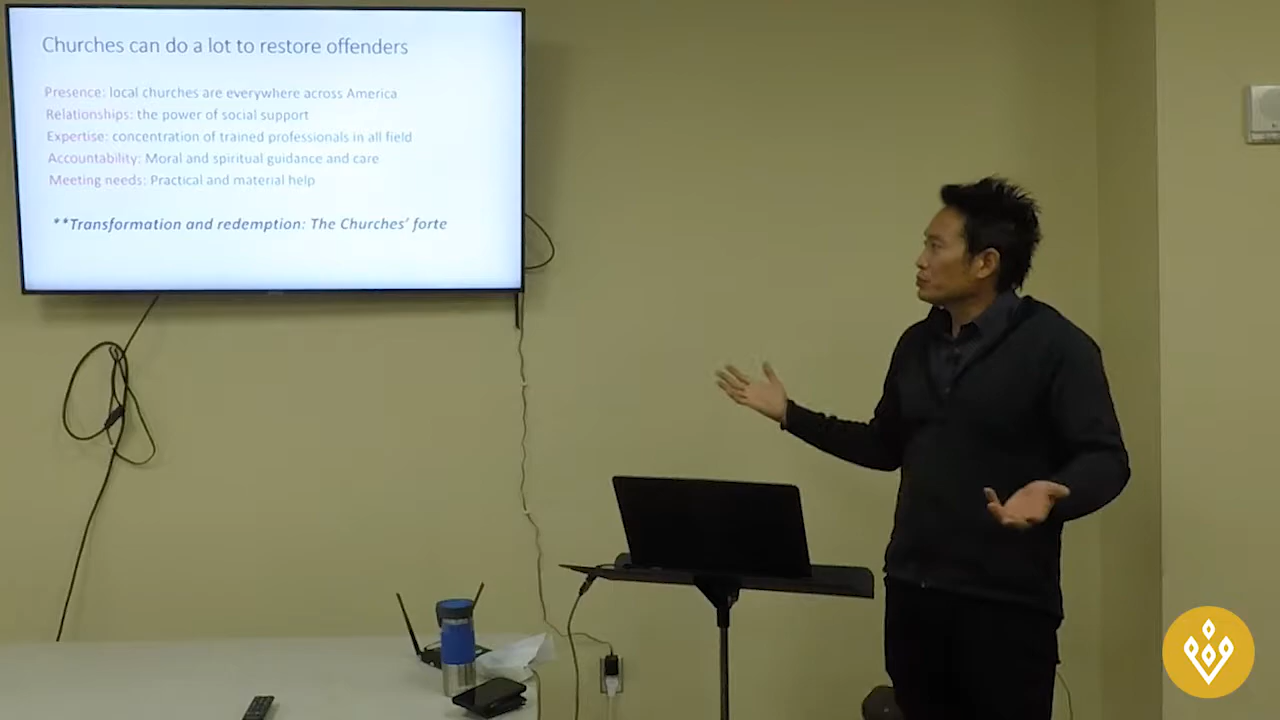 Churches can do a lot to restore offenders
Presence: local churches are everywhere across America
Relationships: the power of social support
Expertise: concentration of trained professionals in all field
Accountability: Moral and spiritual guidance and care
Meeting needs: Practical and material help
**Transformation and redemption: The Churches' forte